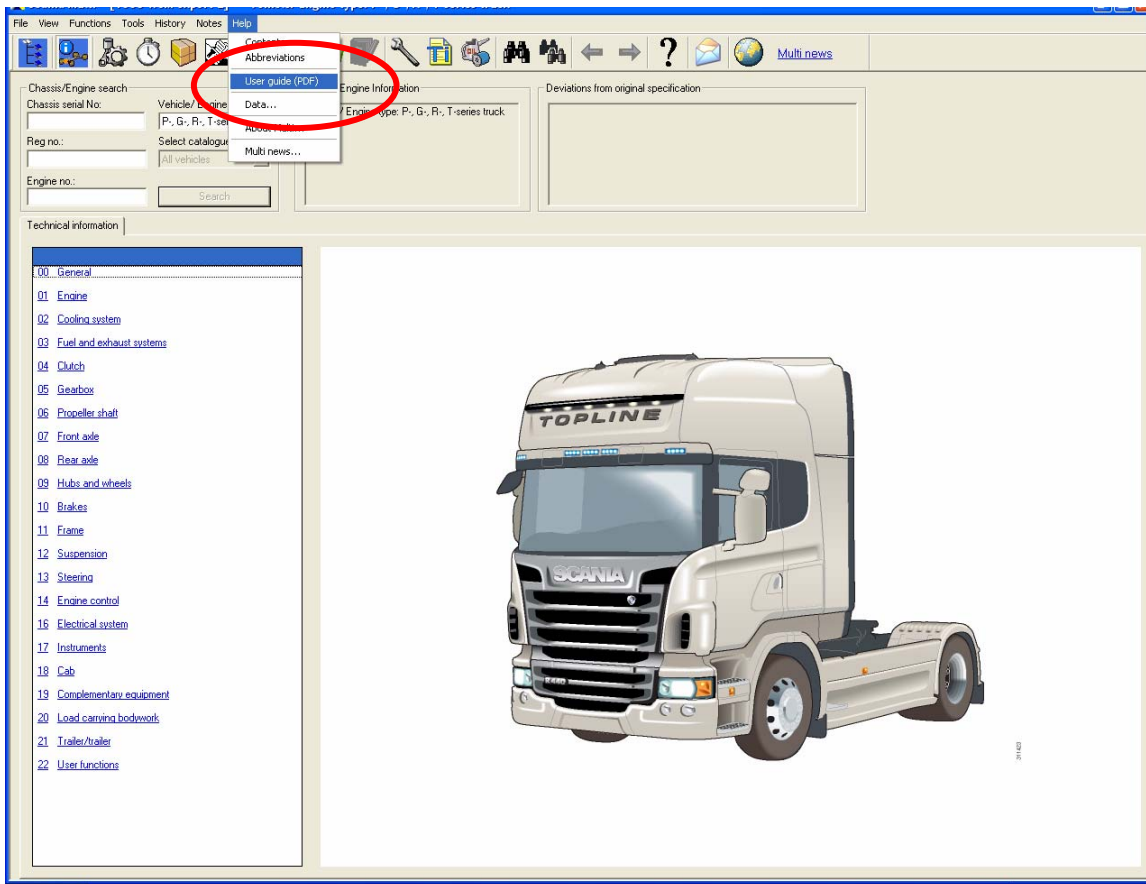 File View Functions Tools History Notes Help
Abbreviations
User guide (PDF)
Data...
Multi news...
Multi news
Chassis/Engine search
Chassis serial No:
Vehicle/ Engine
P-, G-, R-, T-se
Reg no.:
Select catalogue
All vehicles
Engine no.:
Search
Engine Information
/ Engine type: P-, G-, R-, T-series truck
Deviations from original specification
Technical information
00 General
01 Engine
02 Cooling system
03 Fuel and exhaust systems
04 Clutch
05 Gearbox
06 Propeller shaft
07 Front axle
08 Rear axle
09 Hubs and wheels
10 Brakes
11 Frame
12 Suspension
13 Steering
14 Engine control
16 Electrical system
17 Instruments
18 Cab
19 Complementary equipment
20 Load carrying bodywork
21 Trailer/trailer
22 User functions
TOPLINE
SCANIA